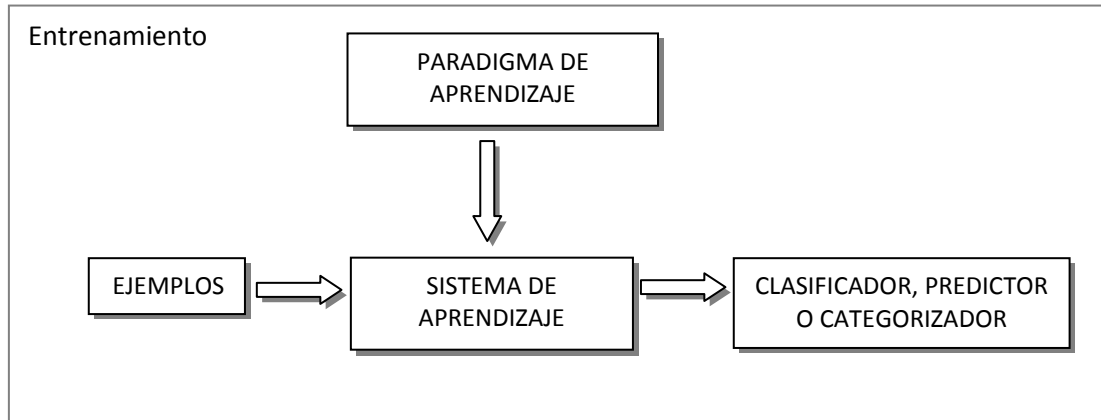 Entrenamiento
PARADIGMA DE
APRENDIZAJE
EJEMPLOS
SISTEMA DE
APRENDIZAJE
CLASIFICADOR, PREDICTOR
O CATEGORIZADOR